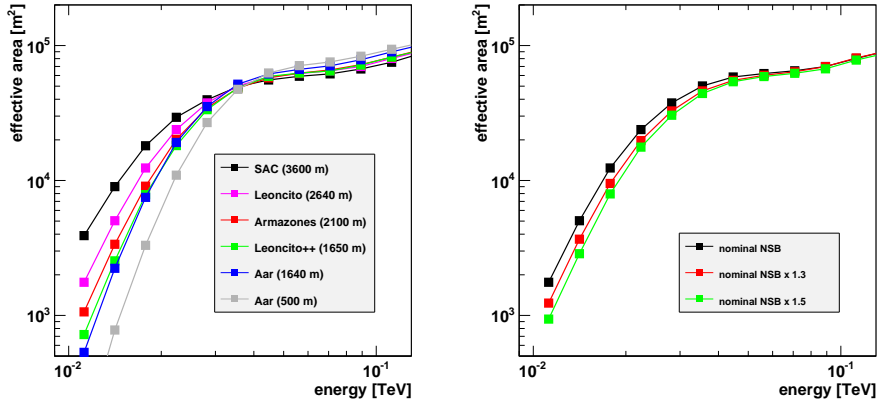 effective area [m²]
10⁵
10⁴
10³
SAC (3600 m)
Leoncito (2640 m)
Armazones (2100 m)
Leoncito++ (1650 m)
Aar (1640 m)
Aar (500 m)
10⁻²
10⁻¹
energy [TeV]
effective area [m²]
10⁵
10⁴
10³
nominal NSB
nominal NSB x 1.3
nominal NSB x 1.5
10⁻²
10⁻¹
energy [TeV]